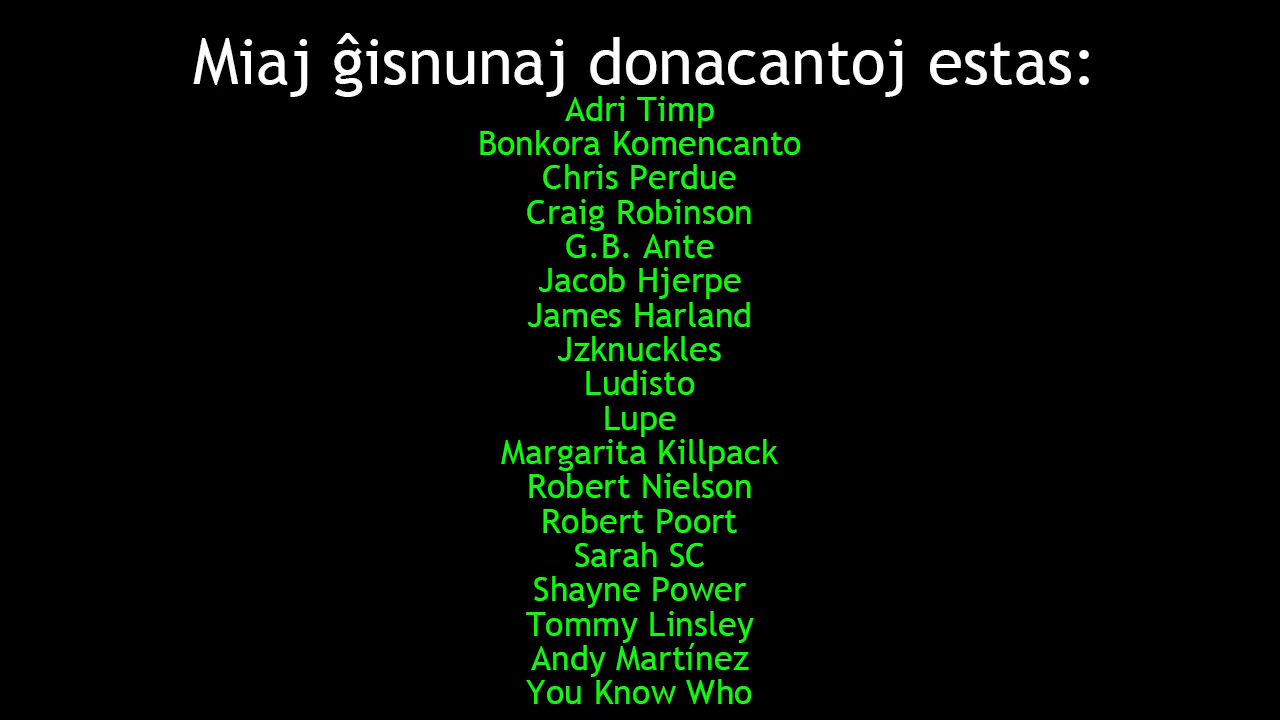 Miaj ĝisnunaj donacantoj estas:
Adri Timp
Bonkora Komencanto
Chris Perdue
Craig Robinson
G.B. Ante
Jacob Hjerpe
James Harland
Jzknuckles
Ludisto
Lupe
Margarita Killpack
Robert Nielson
Robert Poort
Sarah SC
Shayne Power
Tommy Linsley
Andy Martínez
You Know Who